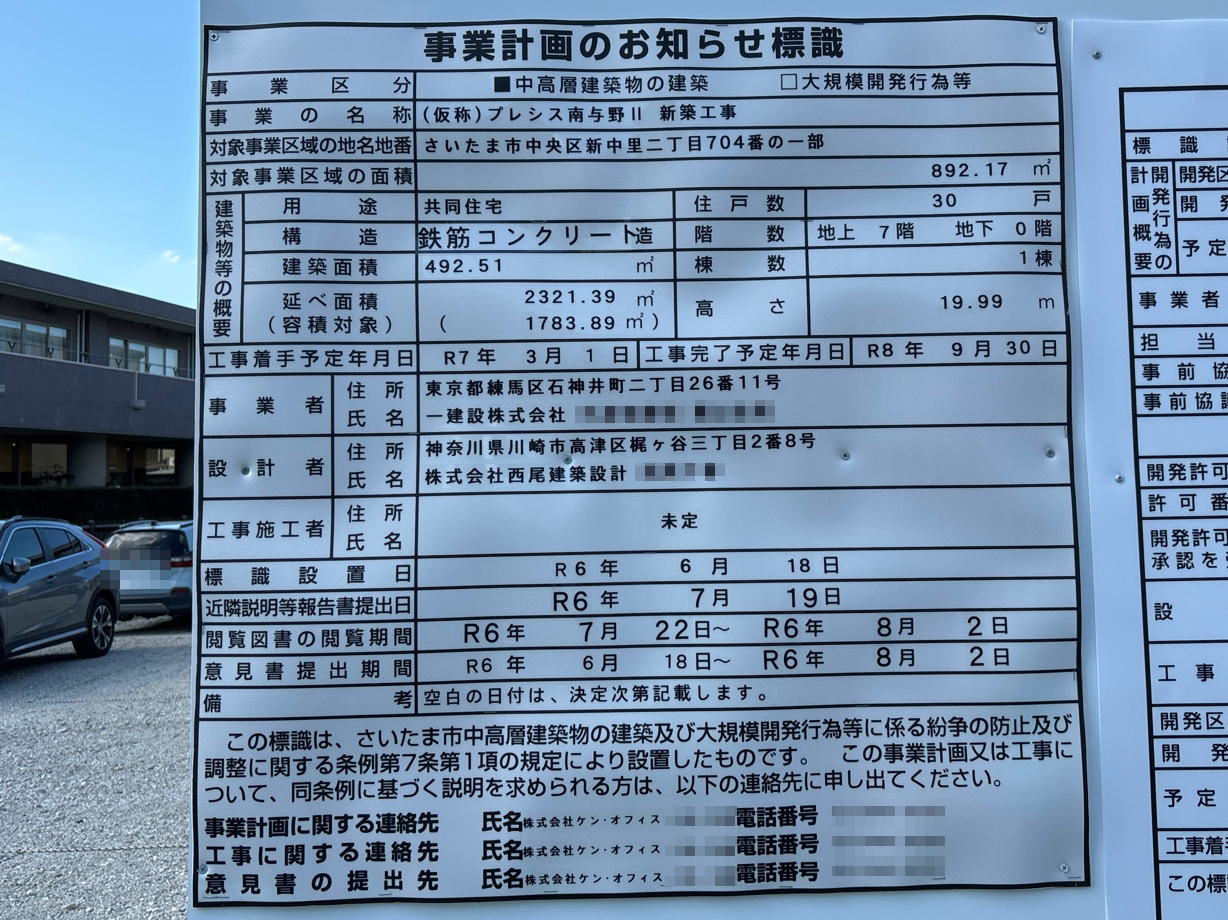 事業計画のお知らせ標識
事業区分 ■中高層建築物の建築 □大規模開発行為等
事業の名称 (仮称)プレシス南与野Ⅱ 新築工事
対象事業区域の地名地番 さいたま市中央区新中里二丁目704番の一部
対象事業区域の面積 892.17 ㎡
建築物等の概要
用途 共同住宅 住戸数 30 戸
構造 鉄筋コンクリート造 階数 地上 7階 地下 0階
建築面積 492.51 ㎡ 棟数 1棟
延べ面積 2321.39 ㎡ 高さ 19.99 m
(容積対象) ( 1783.89 ㎡ )
工事着手予定年月日 R7年 3月 1日 工事完了予定年月日 R8年 9月 30日
事業者 住所 東京都練馬区石神井町二丁目26番11号
氏名 一建設株式会社
設計者 住所 神奈川県川崎市高津区梶ヶ谷三丁目2番8号
氏名 株式会社西尾建築設計
工事施工者 住所 氏名 未定
標識設置日 R6年 6月 18日
近隣説明等報告書提出日 R6年 7月 19日
閲覧図書の閲覧期間 R6年 7月 22日~ R6年 8月 2日
意見書提出期間 R6年 6月 18日~ R6年 8月 2日
備考 空白の日付は、決定次第記載します。
この標識は、さいたま市中高層建築物の建築及び大規模開発行為等に係る紛争の防止及び
調整に関する条例第7条第1項の規定により設置したものです。 この事業計画又は工事に
ついて、同条例に基づく説明を求められる方は、以下の連絡先に申し出てください。
事業計画に関する連絡先 氏名 株式会社ケン・オフィス 電話番号
工事に関する連絡先 氏名 株式会社ケン・オフィス 電話番号
意見書の提出先 氏名 株式会社ケン・オフィス 電話番号
標識
計画概要
開発行為の
開発区
開発
予定
事業者
担当
事前協
事前協議
開発許可
許可番
開発許可
承認を
設
工事
開発区
開発
予定
工事着手
この標